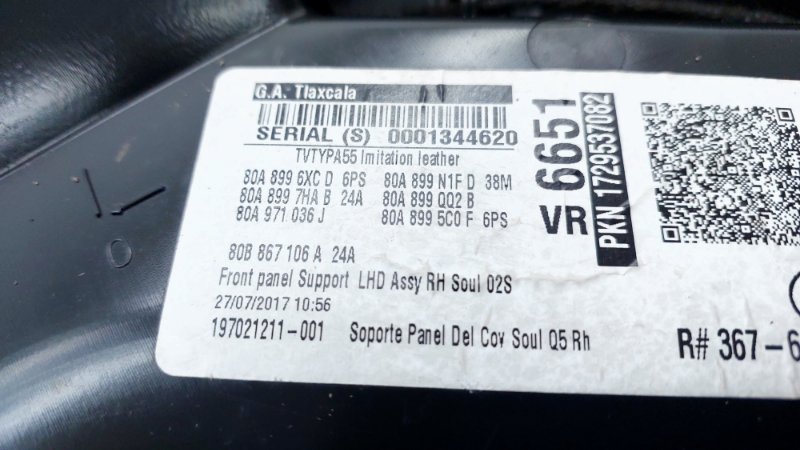 G.A. Tlaxcala
SERIAL (S) 0001344620
TVTYPA55 Imitation leather
80A 899 6XC D 6PS 80A 899 N1F D 38M
80A 899 7HA B 24A 80A 899 QQ2 B
80A 971 036 J 80A 899 5C0 F 6PS
80B 867 106 A 24A
Front panel Support LHD Assy RH Soul 02S
27/07/2017 10:56
197021211-001 Soporte Panel Del Cov Soul Q5 Rh
6651
VR
PKN 1729537082
R# 367-6